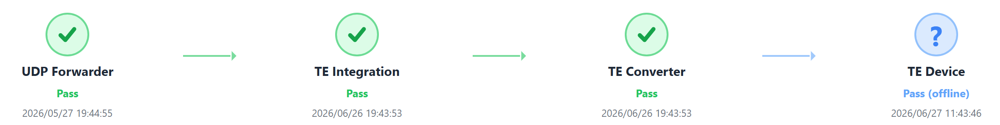 UDP Forwarder
Pass
2026/05/27 19:44:55
TE Integration
Pass
2026/06/26 19:43:53
TE Converter
Pass
2026/06/26 19:43:53
?
TE Device
Pass (offline)
2026/06/27 11:43:46